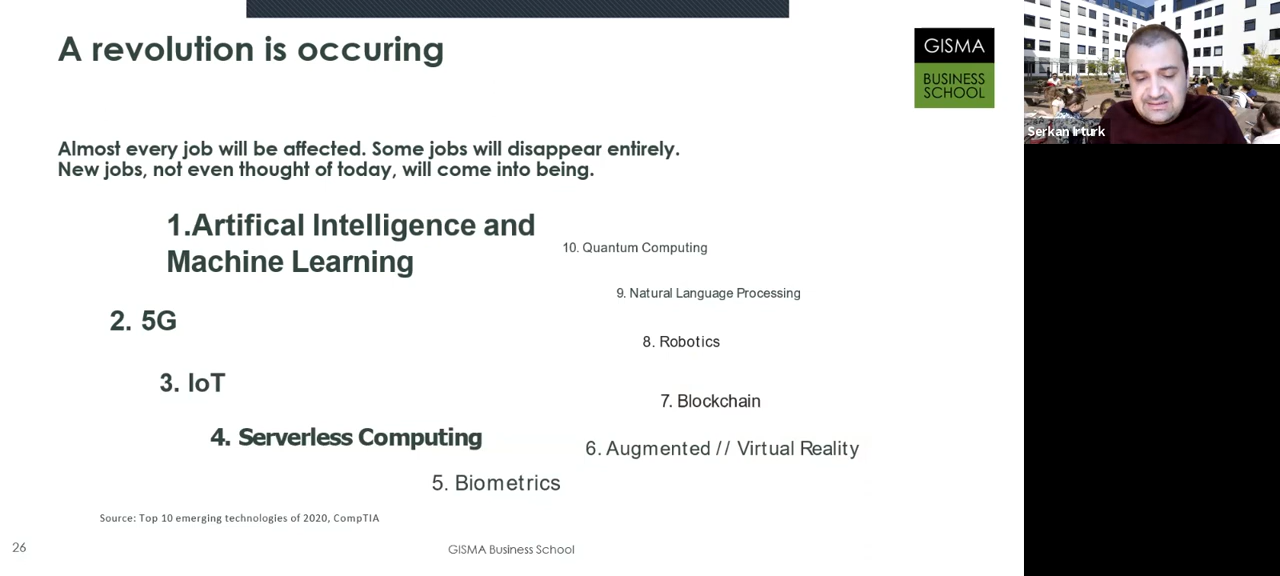 A revolution is occuring
GISMA
BUSINESS
SCHOOL
Serkan Irturk
Almost every job will be affected. Some jobs will disappear entirely.
New jobs, not even thought of today, will come into being.
1.Artifical Intelligence and
Machine Learning
2. 5G
3. IoT
4. Serverless Computing
5. Biometrics
6. Augmented // Virtual Reality
7. Blockchain
8. Robotics
9. Natural Language Processing
10. Quantum Computing
Source: Top 10 emerging technologies of 2020, CompTIA
26
GISMA Business School